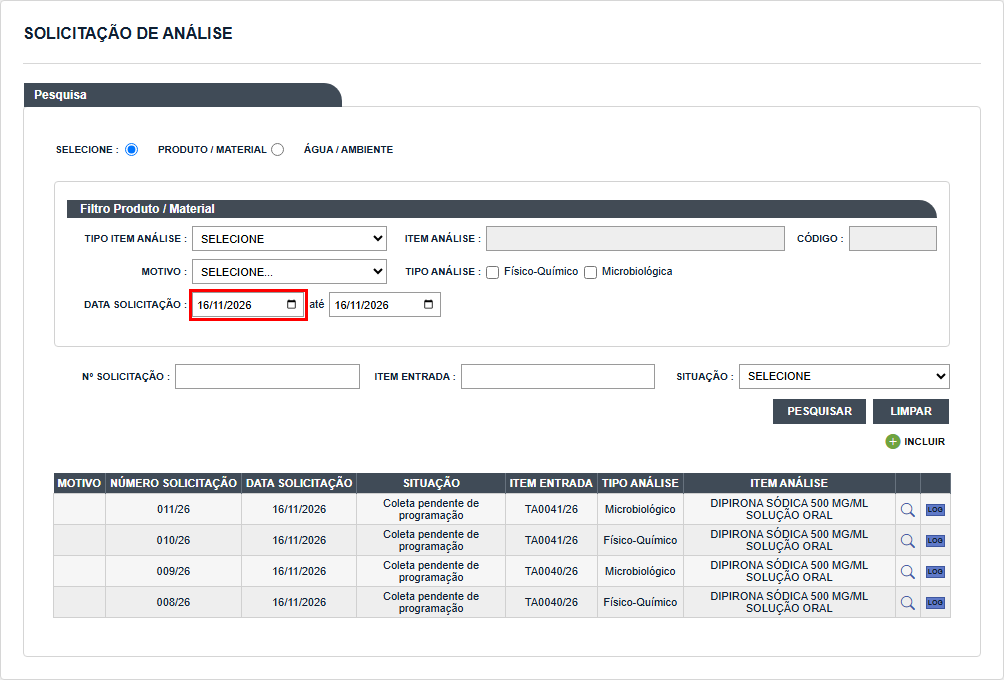 SOLICITAÇÃO DE ANÁLISE
Pesquisa
SELECIONE : PRODUTO / MATERIAL ÁGUA / AMBIENTE
Filtro Produto / Material
TIPO ITEM ANÁLISE : SELECIONE ITEM ANÁLISE : CÓDIGO :
MOTIVO : SELECIONE... TIPO ANÁLISE : Físico-Químico Microbiológica
DATA SOLICITAÇÃO : 16/11/2026 até 16/11/2026
Nº SOLICITAÇÃO : ITEM ENTRADA : SITUAÇÃO : SELECIONE
PESQUISAR LIMPAR
INCLUIR
MOTIVO NÚMERO SOLICITAÇÃO DATA SOLICITAÇÃO SITUAÇÃO ITEM ENTRADA TIPO ANÁLISE ITEM ANÁLISE
011/26 16/11/2026 Coleta pendente de programação TA0041/26 Microbiológico DIPIRONA SÓDICA 500 MG/ML SOLUÇÃO ORAL LOG
010/26 16/11/2026 Coleta pendente de programação TA0041/26 Físico-Químico DIPIRONA SÓDICA 500 MG/ML SOLUÇÃO ORAL LOG
009/26 16/11/2026 Coleta pendente de programação TA0040/26 Microbiológico DIPIRONA SÓDICA 500 MG/ML SOLUÇÃO ORAL LOG
008/26 16/11/2026 Coleta pendente de programação TA0040/26 Físico-Químico DIPIRONA SÓDICA 500 MG/ML SOLUÇÃO ORAL LOG